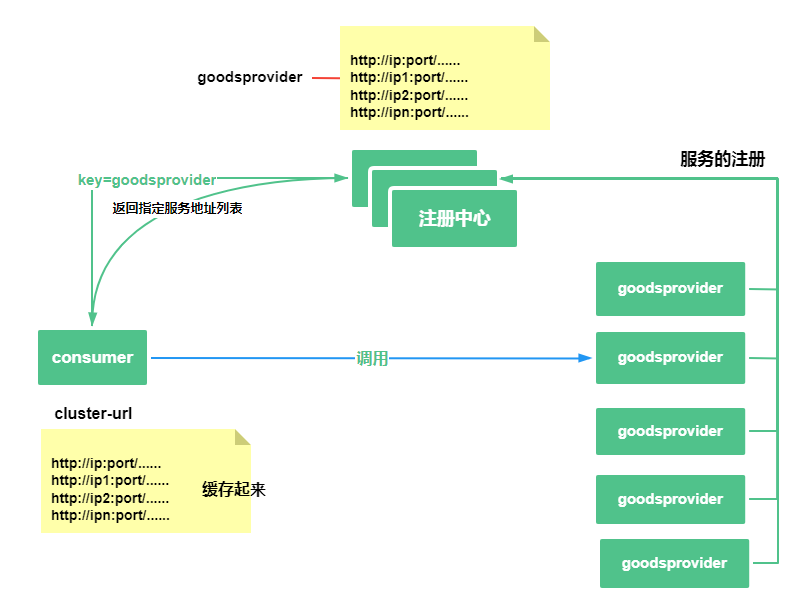 http://ip:port/......
goodsprovider
http://ip1:port/......
http://ip2:port/......
http://ipn:port/......
服务的注册
key=goodsprovider
返回指定服务地址列表
注册中心
goodsprovider
consumer
调用
goodsprovider
cluster-url
goodsprovider
http://ip:port/......
http://ip1:port/......
缓存起来
http://ip2:port/......
http://ipn:port/......
goodsprovider
goodsprovider